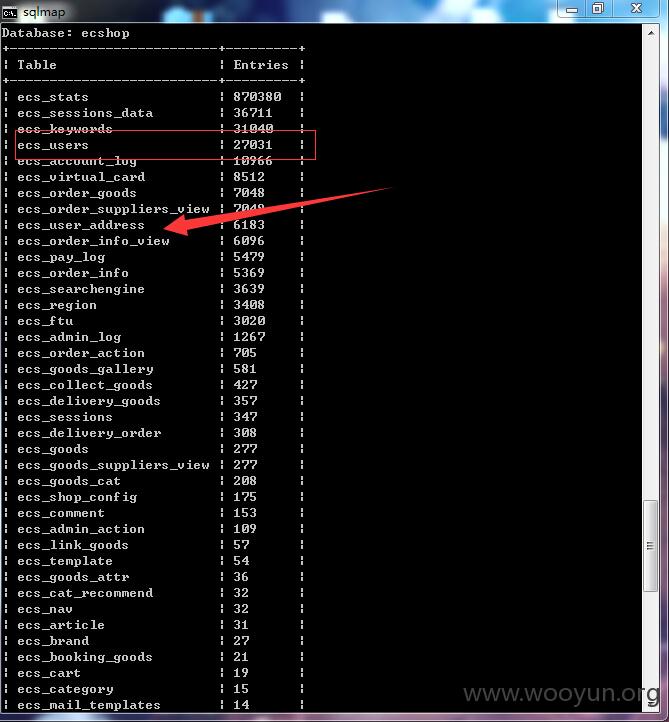 sqlmap
Database: ecshop
Table Entries
ecs_stats 870380
ecs_sessions_data 36711
ecs_keywords 31040
ecs_users 27031
ecs_account_log 10966
ecs_virtual_card 8512
ecs_order_goods 7048
ecs_order_suppliers_view 7048
ecs_user_address 6183
ecs_order_info_view 6096
ecs_pay_log 5479
ecs_order_info 5369
ecs_searchengine 3639
ecs_region 3408
ecs_ftu 3020
ecs_admin_log 1267
ecs_order_action 705
ecs_goods_gallery 581
ecs_collect_goods 427
ecs_delivery_goods 357
ecs_sessions 347
ecs_delivery_order 308
ecs_goods 277
ecs_goods_suppliers_view 277
ecs_goods_cat 208
ecs_shop_config 175
ecs_comment 153
ecs_admin_action 109
ecs_link_goods 57
ecs_template 54
ecs_goods_attr 36
ecs_cat_recommend 32
ecs_nav 32
ecs_article 31
ecs_brand 27
ecs_booking_goods 21
ecs_cart 19
ecs_category 15
ecs_mail_templates 14
www.wooyun.org